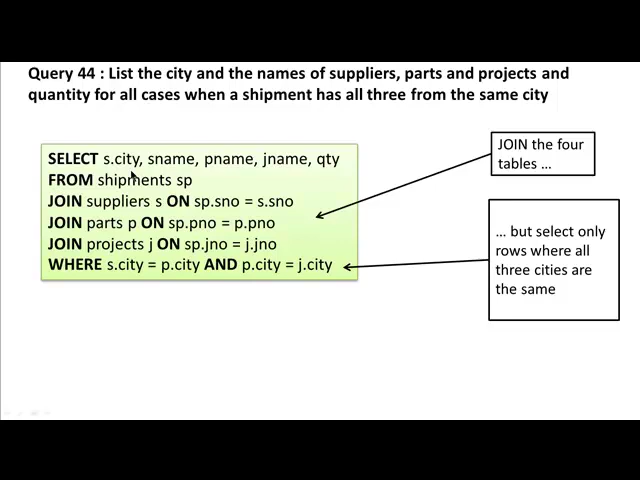 Query 44 : List the city and the names of suppliers, parts and projects and
quantity for all cases when a shipment has all three from the same city
SELECT s.city, sname, pname, jname, qty
FROM shipments sp
JOIN suppliers s ON sp.sno = s.sno
JOIN parts p ON sp.pno = p.pno
JOIN projects j ON sp.jno = j.jno
WHERE s.city = p.city AND p.city = j.city
JOIN the four
tables ...
... but select only
rows where all
three cities are
the same